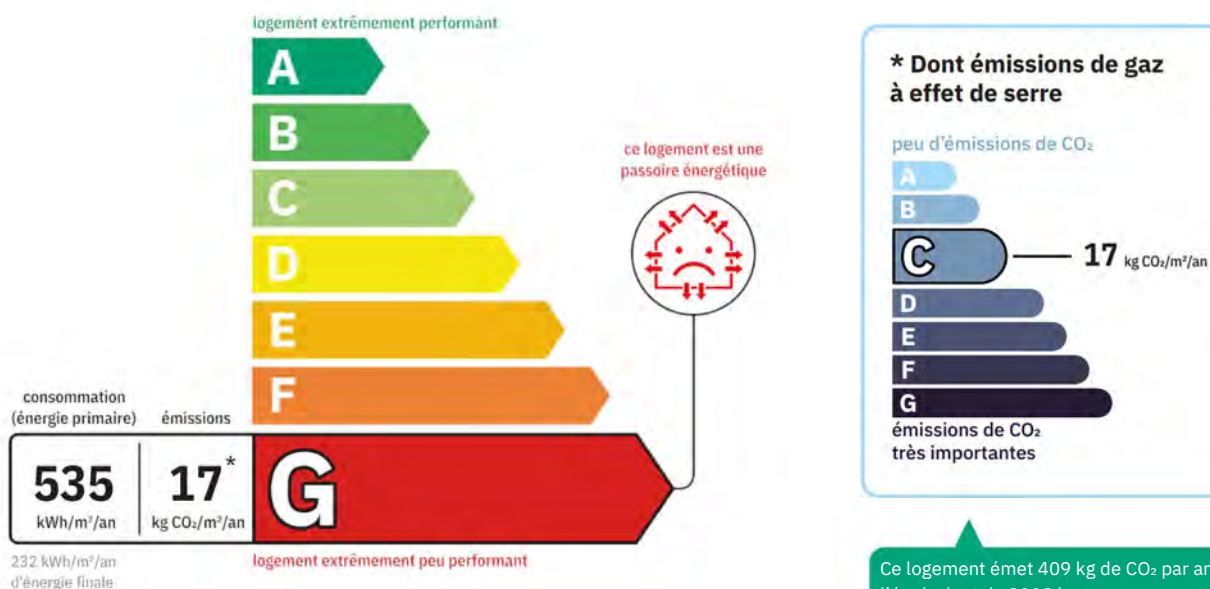 logement extrêmement performant
A
B
C
D
E
F
G
ce logement est une
passoire énergétique
consommation
(énergie primaire)
émissions
535
kWh/m²/an
17*
kg CO₂/m²/an
232 kWh/m²/an
d'énergie finale
logement extrêmement peu performant
* Dont émissions de gaz
à effet de serre
peu d'émissions de CO₂
A
B
C
17 kg CO₂/m²/an
D
E
F
G
émissions de CO₂
très importantes
Ce logement émet 409 kg de CO₂ par an